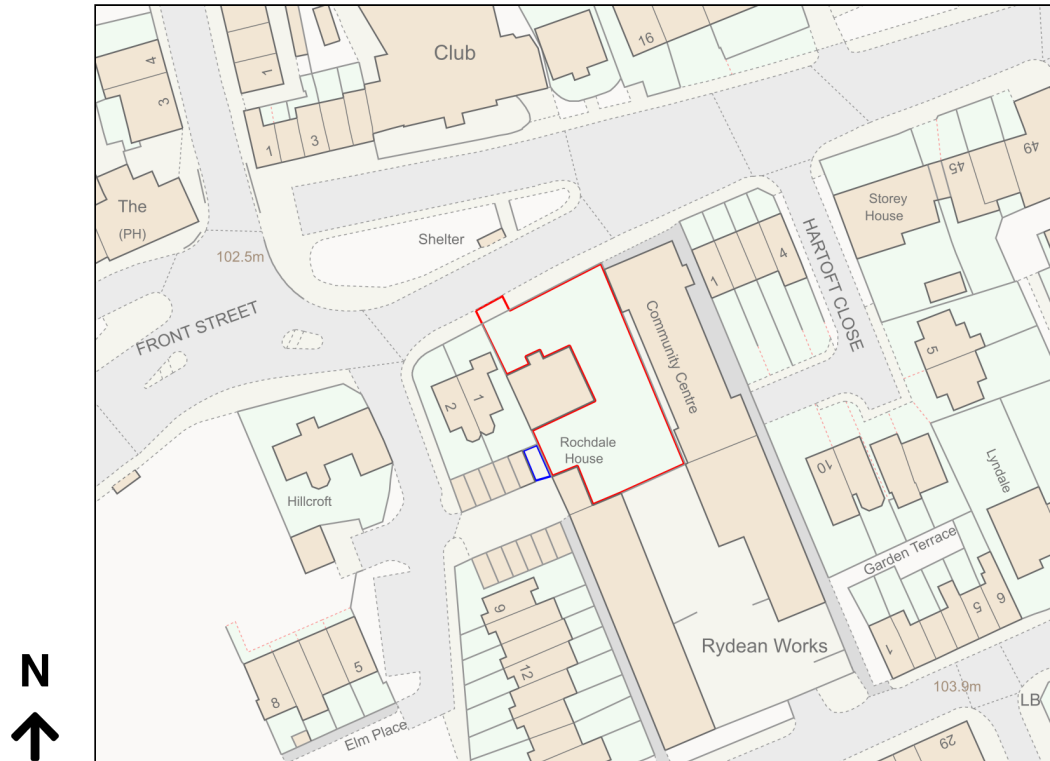 Club
16
4
3
1
1
3
The
(PH)
102.5m
Shelter
Storey
House
45
49
HARTOFT CLOSE
1
4
FRONT STREET
Community Centre
2
1
5
Rochdale
House
10
Lyndale
Hillcroft
Garden Terrace
9
12
5
6
1
Rydean Works
8
5
103.9m
LB
Elm Place
29
N